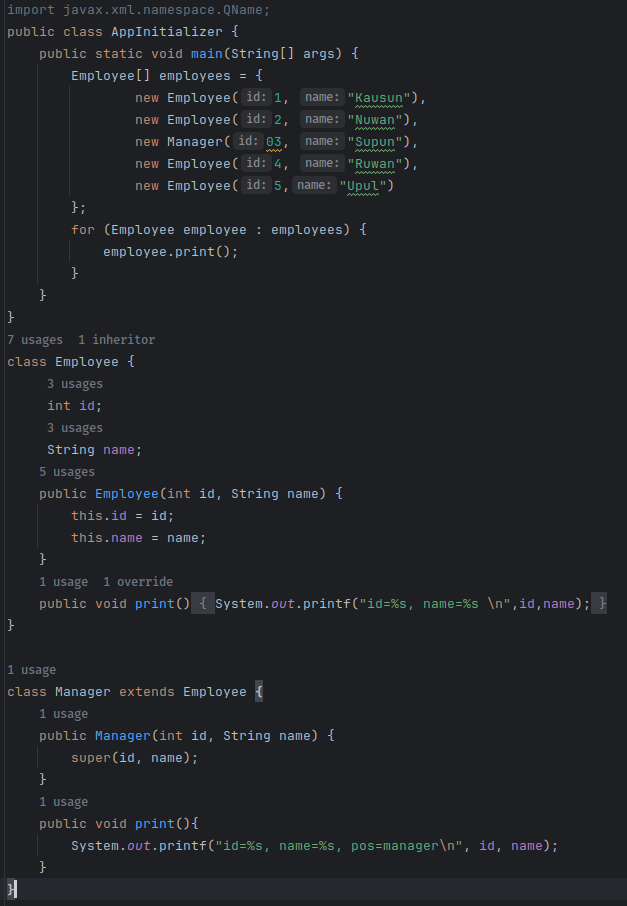 import javax.xml.namespace.QName;
public class AppInitializer {
    public static void main(String[] args) {
        Employee[] employees = {
                new Employee( id: 1,  name: "Kausun"),
                new Employee( id: 2,  name: "Nuwan"),
                new Manager( id: 03,  name: "Supun"),
                new Employee( id: 4,  name: "Ruwan"),
                new Employee( id: 5, name: "Upul")
        };
        for (Employee employee : employees) {
            employee.print();
        }
    }
}
7 usages  1 inheritor
class Employee {
     3 usages
     int id;
     3 usages
     String name;
    5 usages
    public Employee(int id, String name) {
        this.id = id;
        this.name = name;
    }
    1 usage  1 override
    public void print() { System.out.printf("id=%s, name=%s \n",id,name); }
}
1 usage
class Manager extends Employee {
    1 usage
    public Manager(int id, String name) {
        super(id, name);
    }
    1 usage
    public void print(){
        System.out.printf("id=%s, name=%s, pos=manager\n", id, name);
    }
}